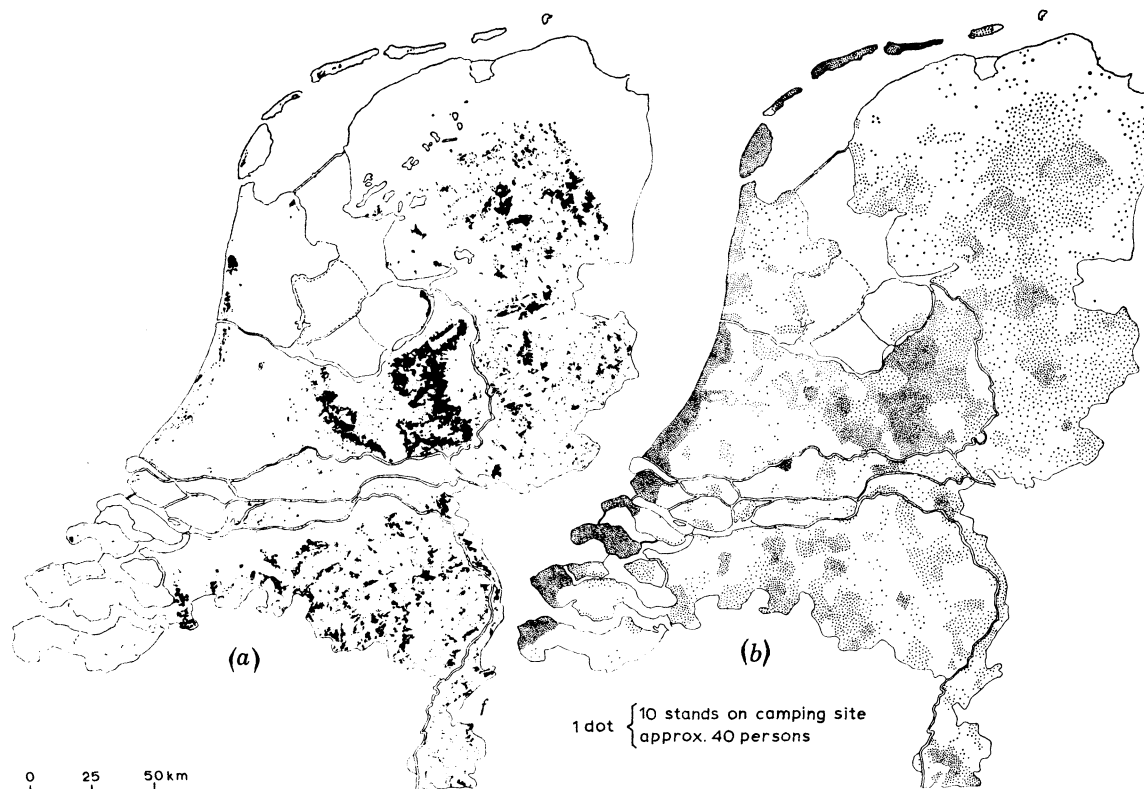 (a)
(b)
f
1 dot { 10 stands on camping site
approx. 40 persons
0 25 50 km